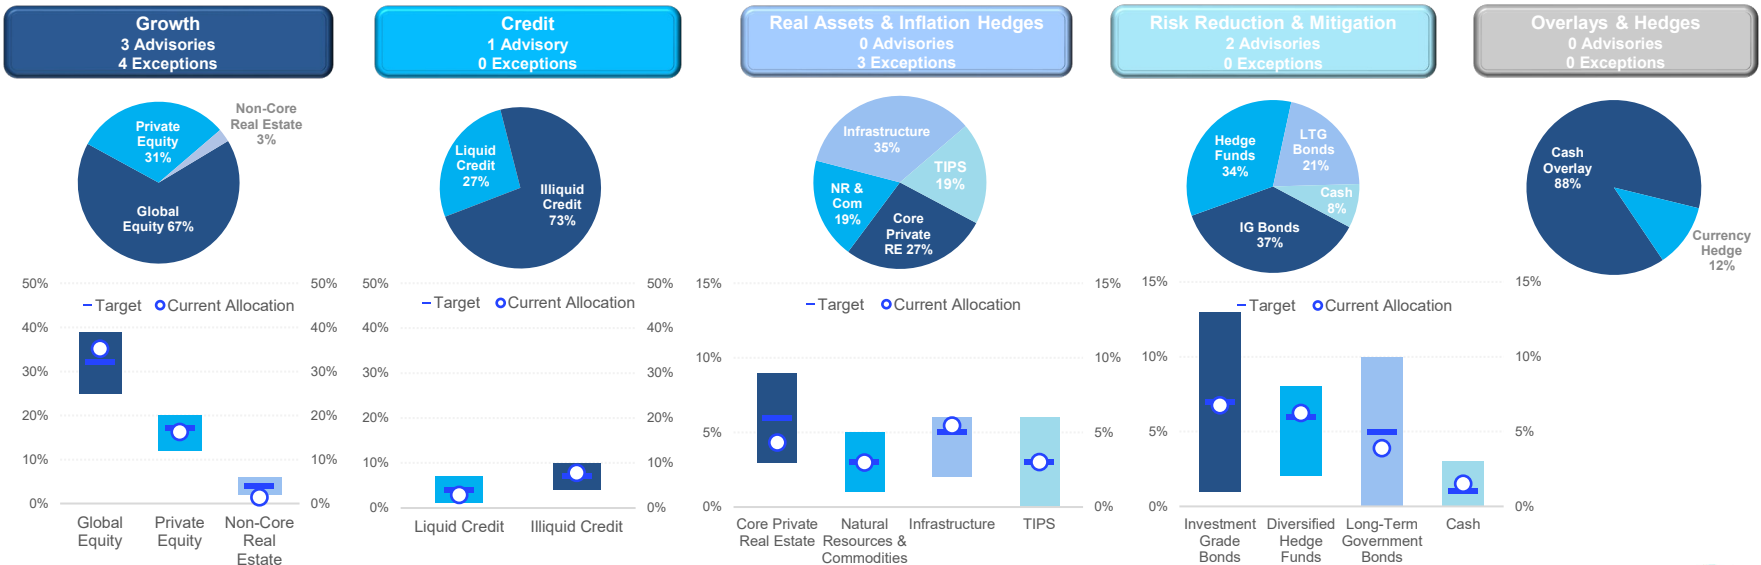 Growth
3 Advisories
4 Exceptions
Credit
1 Advisory
0 Exceptions
Real Assets & Inflation Hedges
0 Advisories
3 Exceptions
Risk Reduction & Mitigation
2 Advisories
0 Exceptions
Overlays & Hedges
0 Advisories
0 Exceptions
Private
Equity
31%
Non-Core
Real Estate
3%
Global
Equity 67%
Liquid
Credit
27%
Illiquid
Credit
73%
Infrastructure
35%
TIPS
19%
NR &
Com
19%
Core
Private
RE 27%
Hedge
Funds
34%
LTG
Bonds
21%
Cash
8%
IG Bonds
37%
Cash
Overlay
88%
Currency
Hedge
12%
50%
40%
30%
20%
10%
0%
Target
Current Allocation
50%
40%
30%
20%
10%
0%
Global
Equity
Private
Equity
Non-Core
Real
Estate
50%
40%
30%
20%
10%
0%
Target
Current Allocation
50%
40%
30%
20%
10%
0%
Liquid Credit
Illiquid Credit
15%
10%
5%
0%
Target
Current Allocation
15%
10%
5%
0%
Core Private
Real Estate
Natural
Resources &
Commodities
Infrastructure
TIPS
15%
10%
5%
0%
Target
Current Allocation
15%
10%
5%
0%
Investment
Grade
Bonds
Diversified
Hedge
Funds
Long-Term
Government
Bonds
Cash